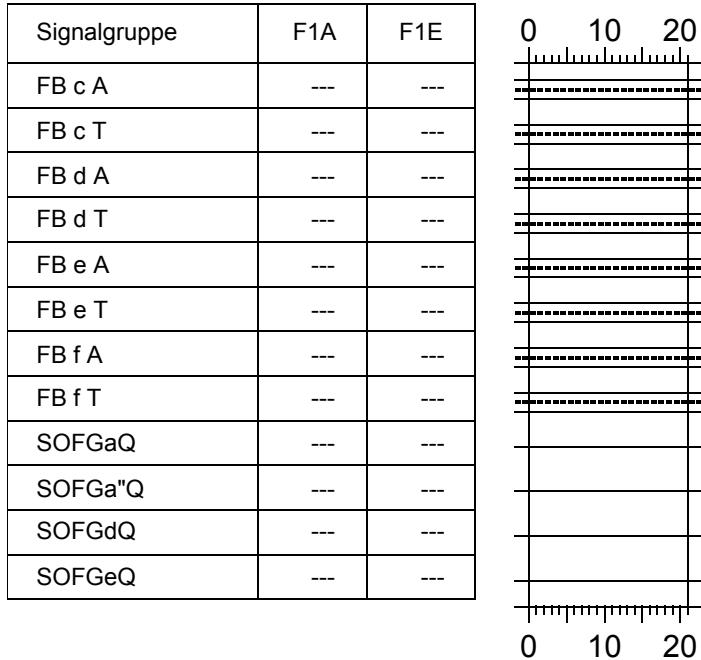 Signalgruppe F1A F1E 0 10 20
FB c A --- ---
FB c T --- ---
FB d A --- ---
FB d T --- ---
FB e A --- ---
FB e T --- ---
FB f A --- ---
FB f T --- ---
SOFGaQ --- ---
SOFGa"Q --- ---
SOFGdQ --- ---
SOFGeQ --- ---
0 10 20